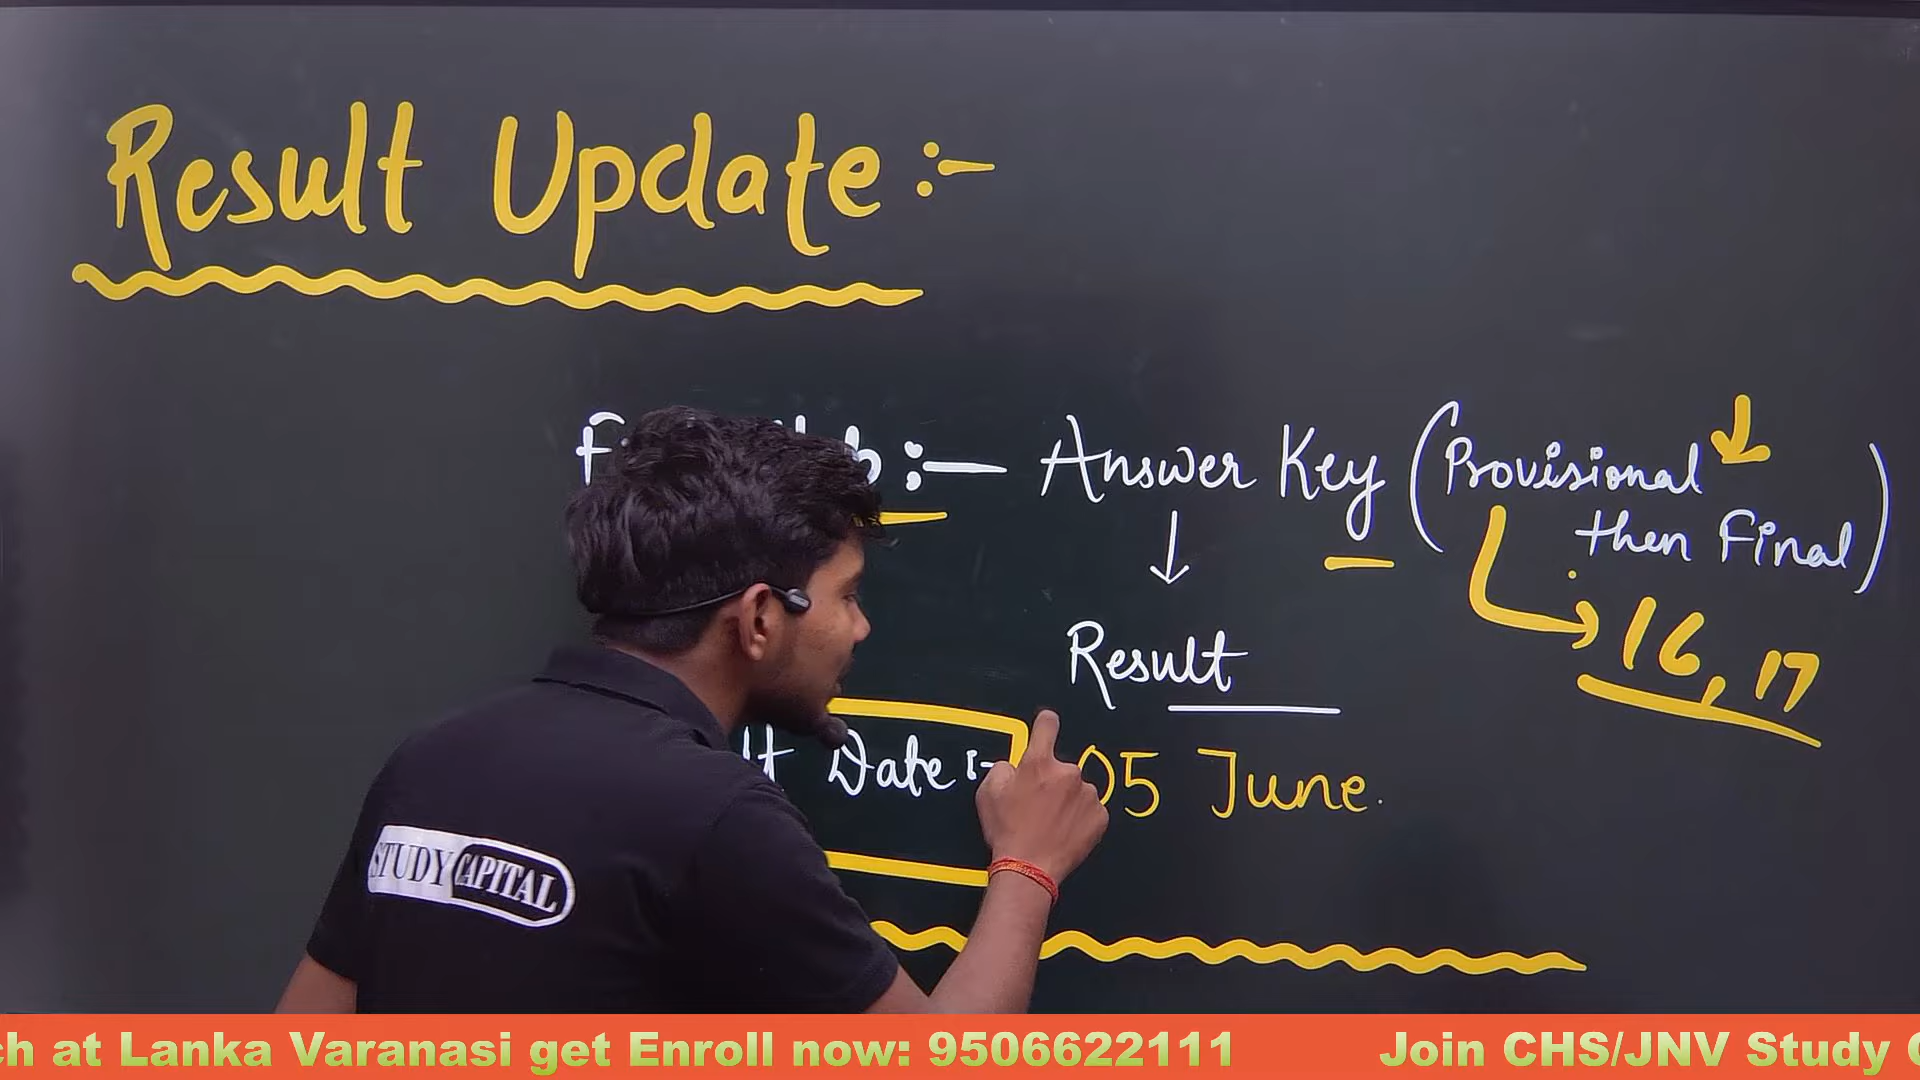 Result Update :-
:- Answer Key (Provisional
then Final)
16, 17
Result
Date :- 05 June.
STUDY CAPITAL
at Lanka Varanasi get Enroll now: 9506622111 Join CHS/JNV Study